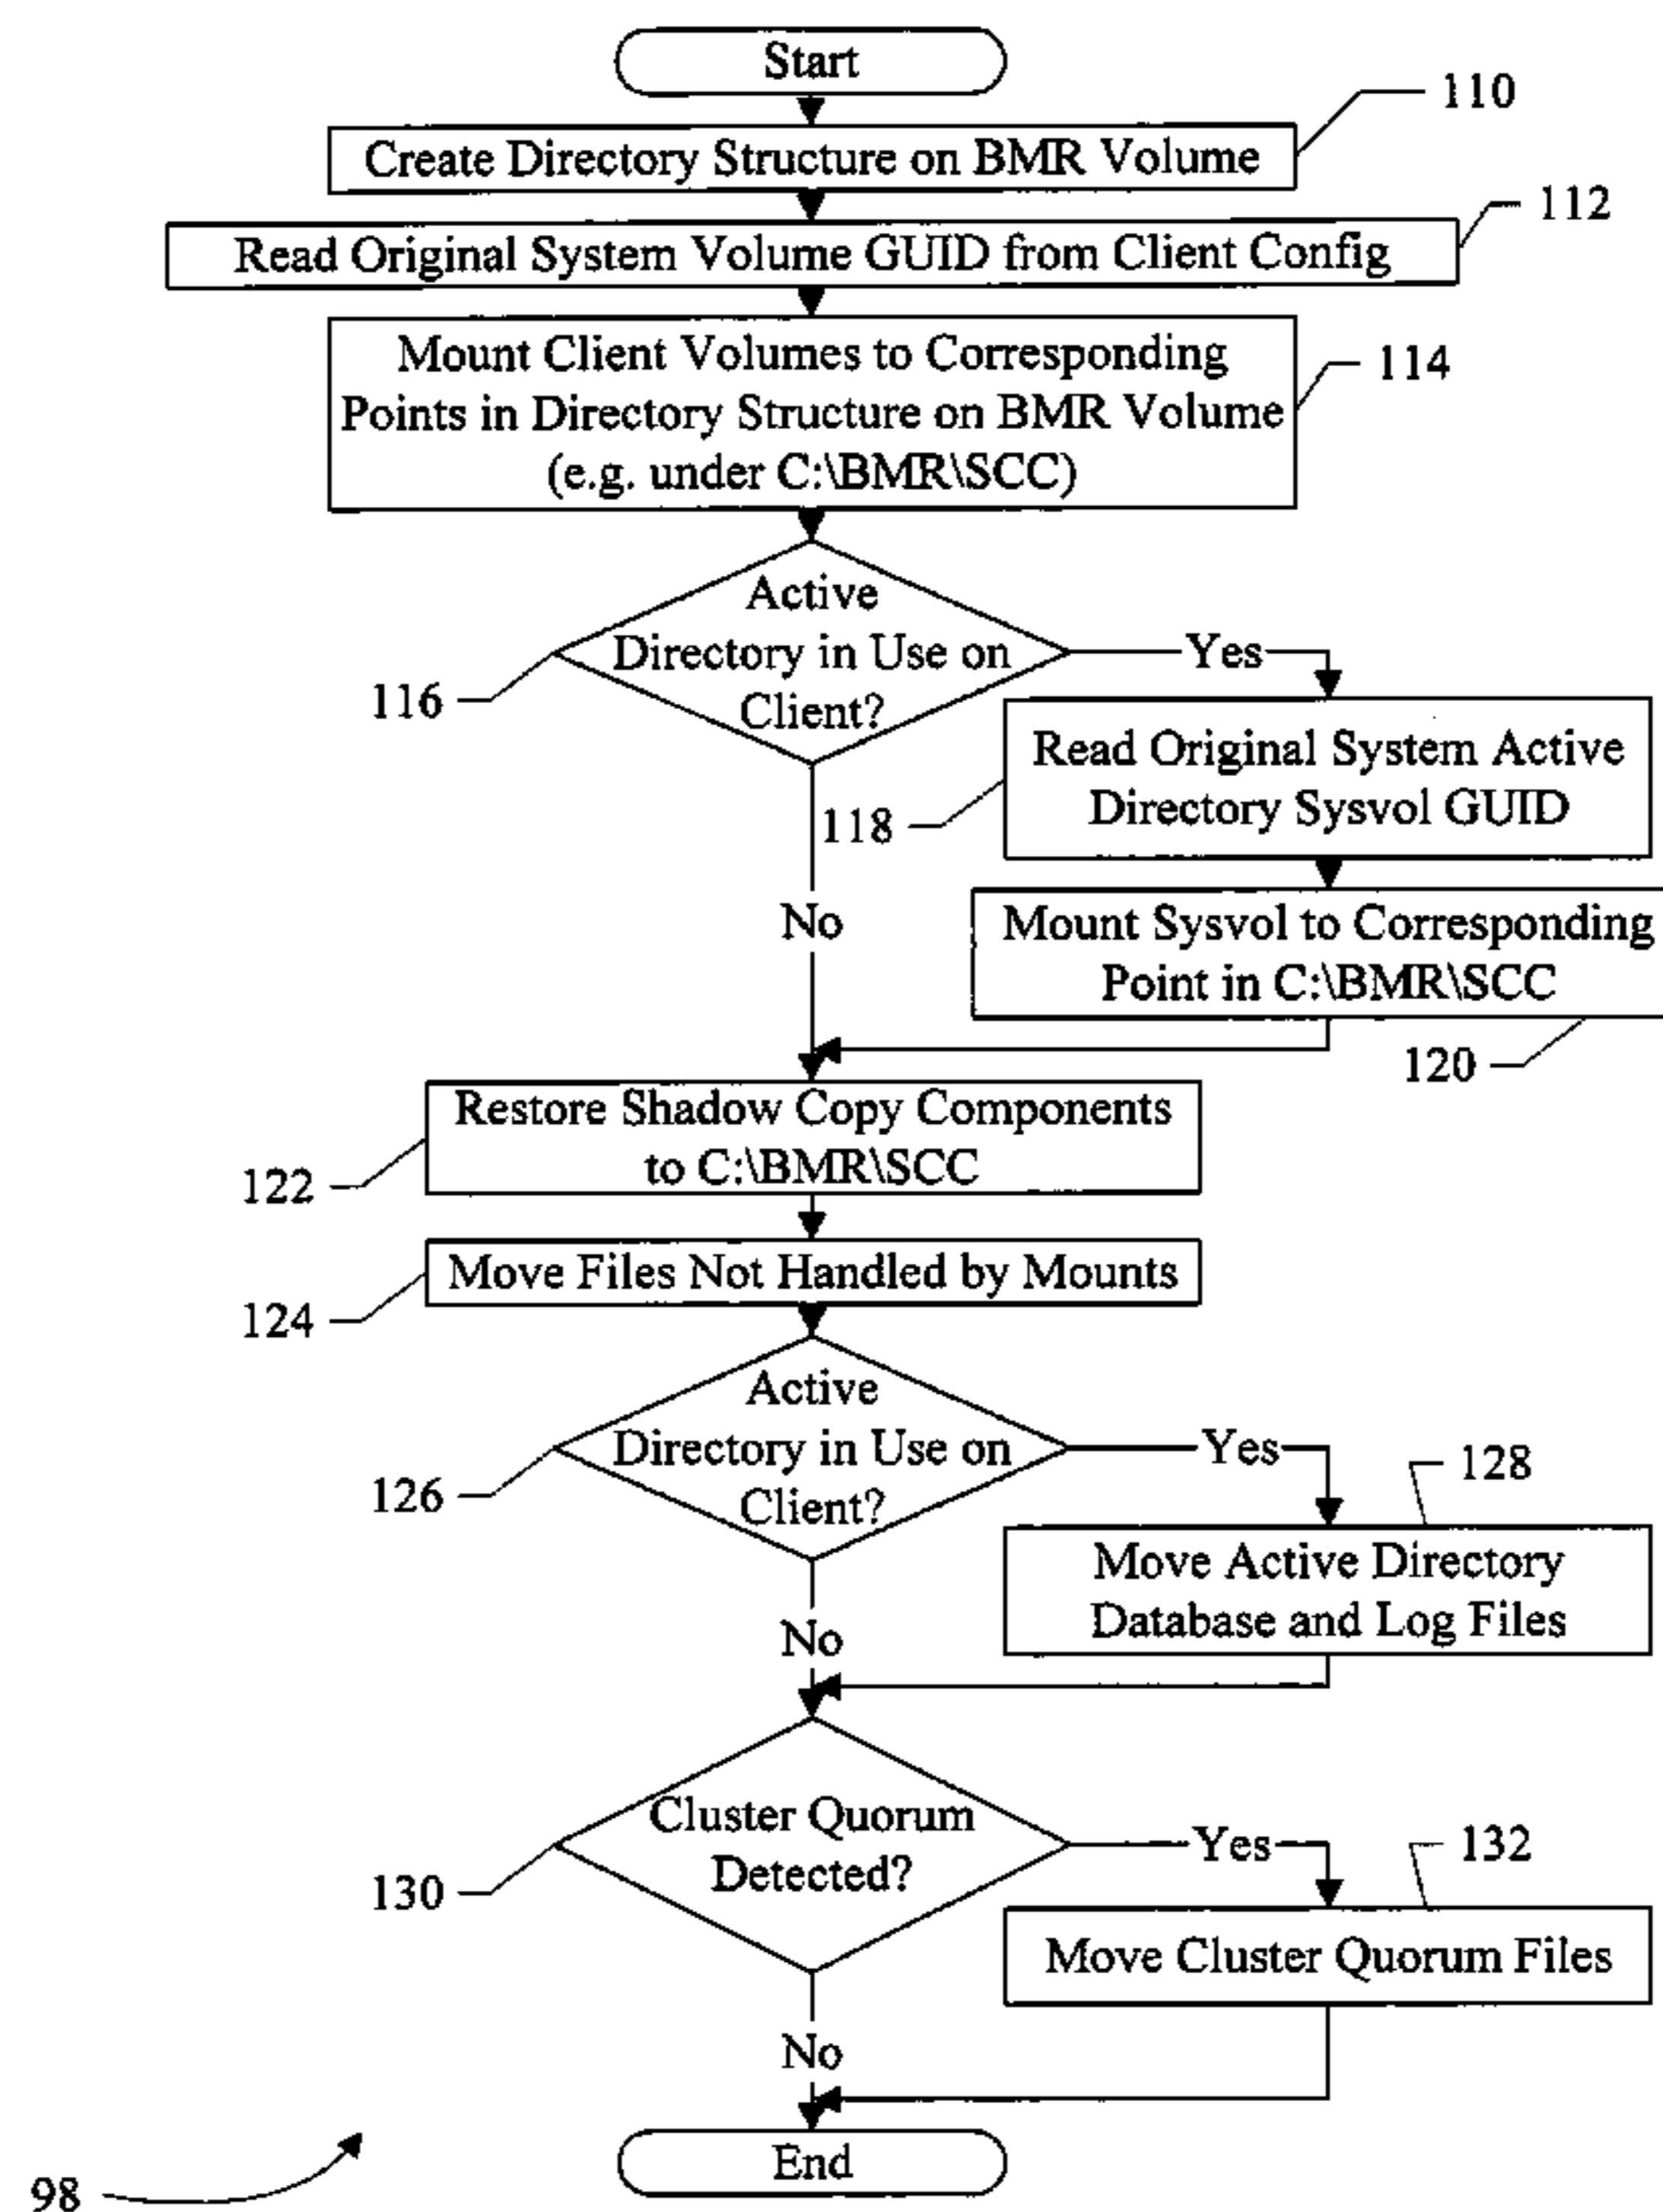 Start
110
Create Directory Structure on BMR Volume
112
Read Original System Volume GUID from Client Config
Mount Client Volumes to Corresponding
Points in Directory Structure on BMR Volume
(e.g. under C:\BMR\SCC)
114
Active
Directory in Use on
Client?
Yes
116
Read Original System Active
Directory Sysvol GUID
118
No
Mount Sysvol to Corresponding
Point in C:\BMR\SCC
120
Restore Shadow Copy Components
to C:\BMR\SCC
122
Move Files Not Handled by Mounts
124
Active
Directory in Use on
Client?
Yes
126
128
Move Active Directory
Database and Log Files
No
Cluster Quorum
Detected?
Yes
130
132
Move Cluster Quorum Files
No
End
98